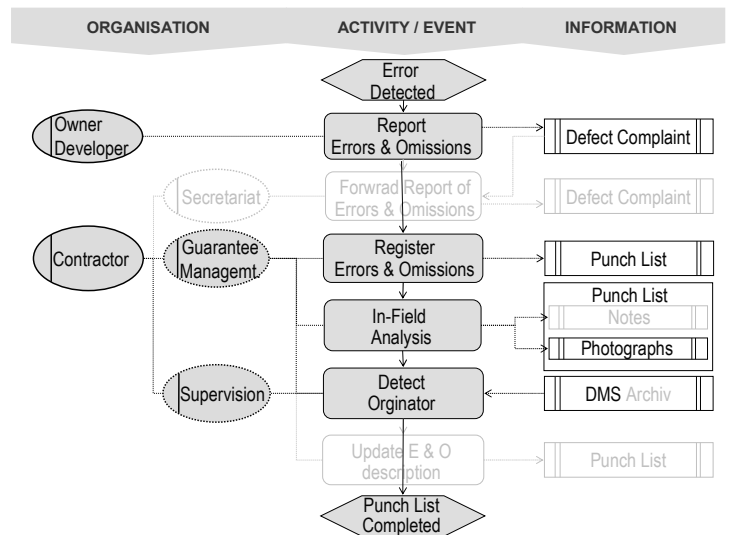 ORGANISATION ACTIVITY / EVENT INFORMATION
Error
Detected
Owner
Developer
Report
Errors & Omissions
Defect Complaint
Secretariat
Forwrad Report of
Errors & Omissions
Defect Complaint
Contractor
Guarantee
Managemt.
Register
Errors & Omissions
Punch List
In-Field
Analysis
Punch List
Notes
Photographs
Supervision
Detect
Orginator
DMS Archiv
Update E & O
description
Punch List
Punch List
Completed